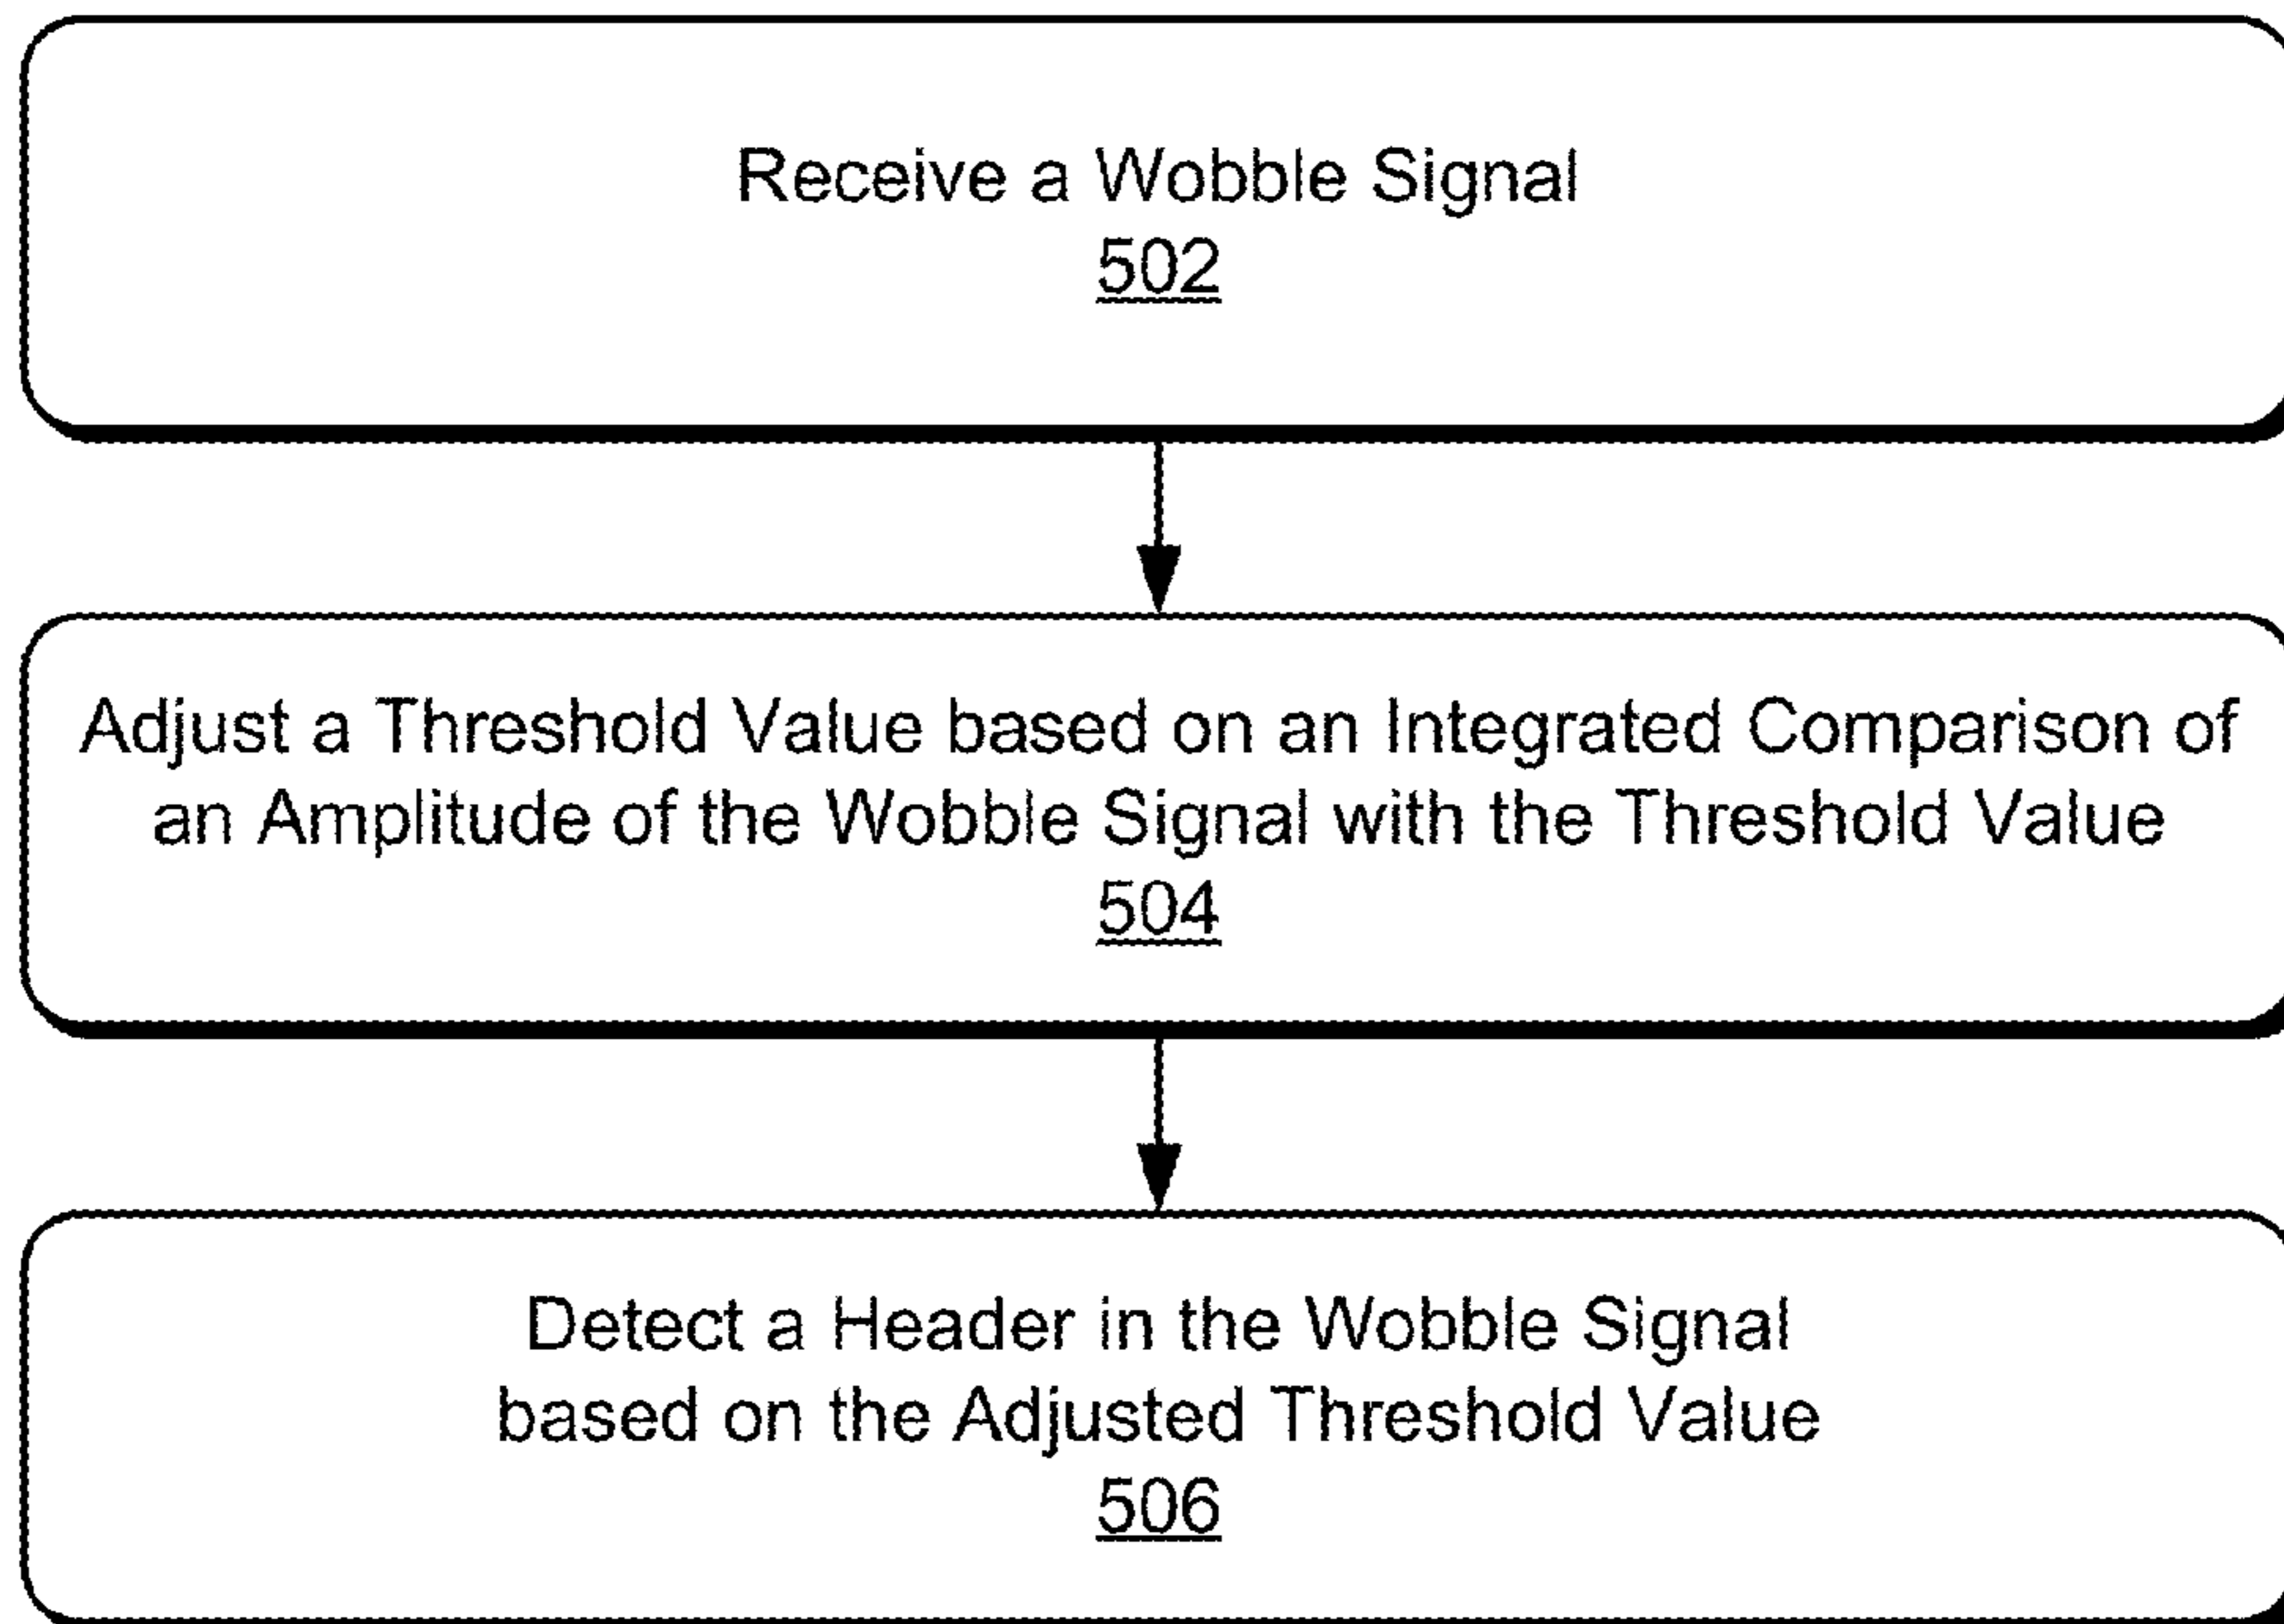 Receive a Wobble Signal
502
Adjust a Threshold Value based on an Integrated Comparison of
an Amplitude of the Wobble Signal with the Threshold Value
504
Detect a Header in the Wobble Signal
based on the Adjusted Threshold Value
506